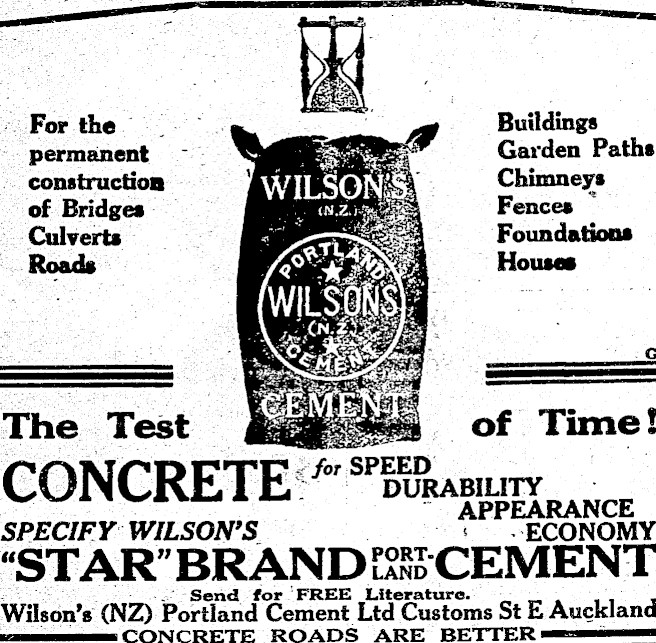 For the
permanent
construction
of Bridges
Culverts
Roads
WILSON'S
(N.Z.)
PORTLAND
WILSONS
(N.Z.)
CEMENT
CEMENT
Buildings
Garden Paths
Chimneys
Fences
Foundations
Houses
G
The Test of Time!
CONCRETE for SPEED
DURABILITY
APPEARANCE
ECONOMY
SPECIFY WILSON'S
"STAR" BRAND PORT-
LAND CEMENT
Send for FREE Literature.
Wilson's (NZ) Portland Cement Ltd Customs St E Auckland
CONCRETE ROADS ARE BETTER